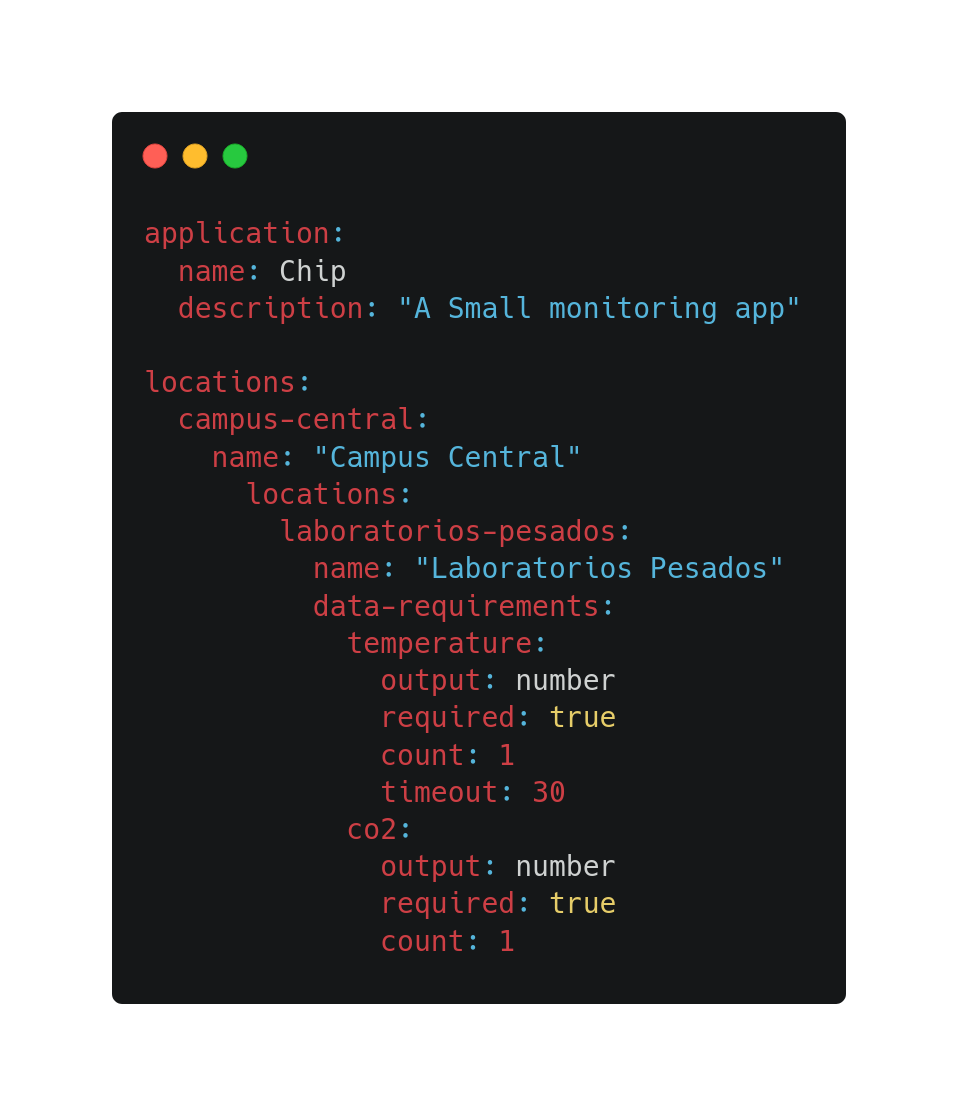 application:
  name: Chip
  description: "A Small monitoring app"

locations:
  campus-central:
    name: "Campus Central"
      locations:
        laboratorios-pesados:
          name: "Laboratorios Pesados"
          data-requirements:
            temperature:
              output: number
              required: true
              count: 1
              timeout: 30
            co2:
              output: number
              required: true
              count: 1